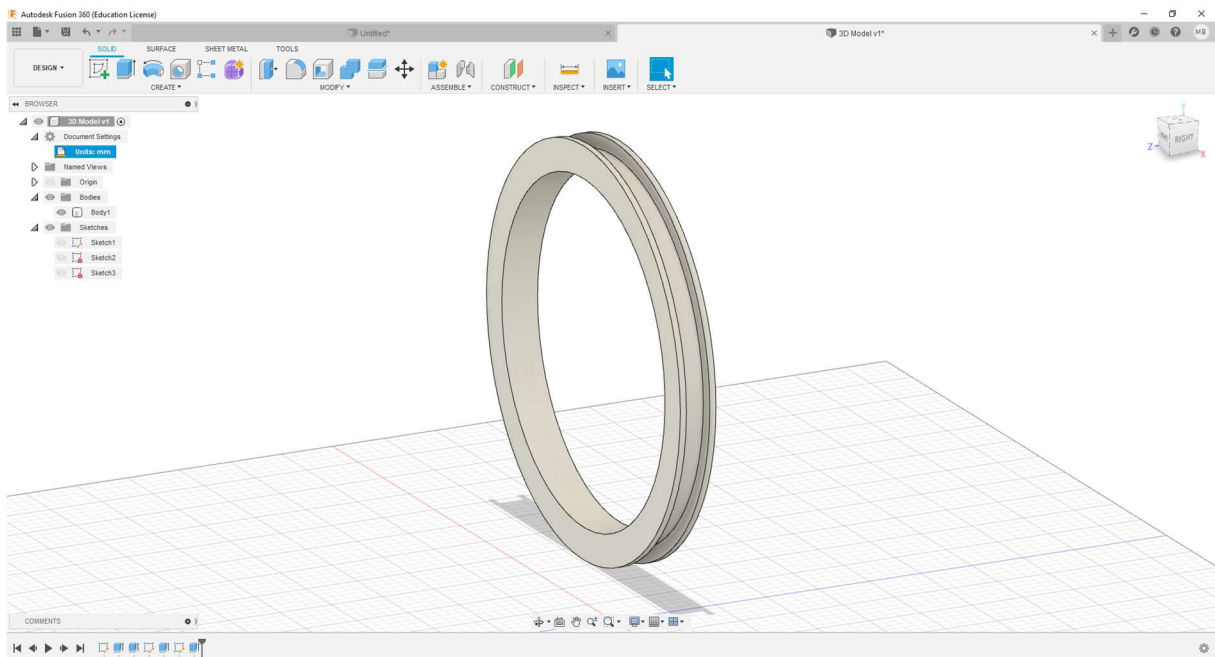 Autodesk Fusion 360 (Education License)
Untitled*
3D Model v1*
MB
SOLID SURFACE SHEET METAL TOOLS
DESIGN
CREATE MODIFY ASSEMBLE CONSTRUCT INSPECT INSERT SELECT
BROWSER
3D Model v1
Document Settings
Units: mm
Named Views
Origin
Bodies
Body1
Sketches
Sketch1
Sketch2
Sketch3
Y
RIGHT
Z
X
COMMENTS